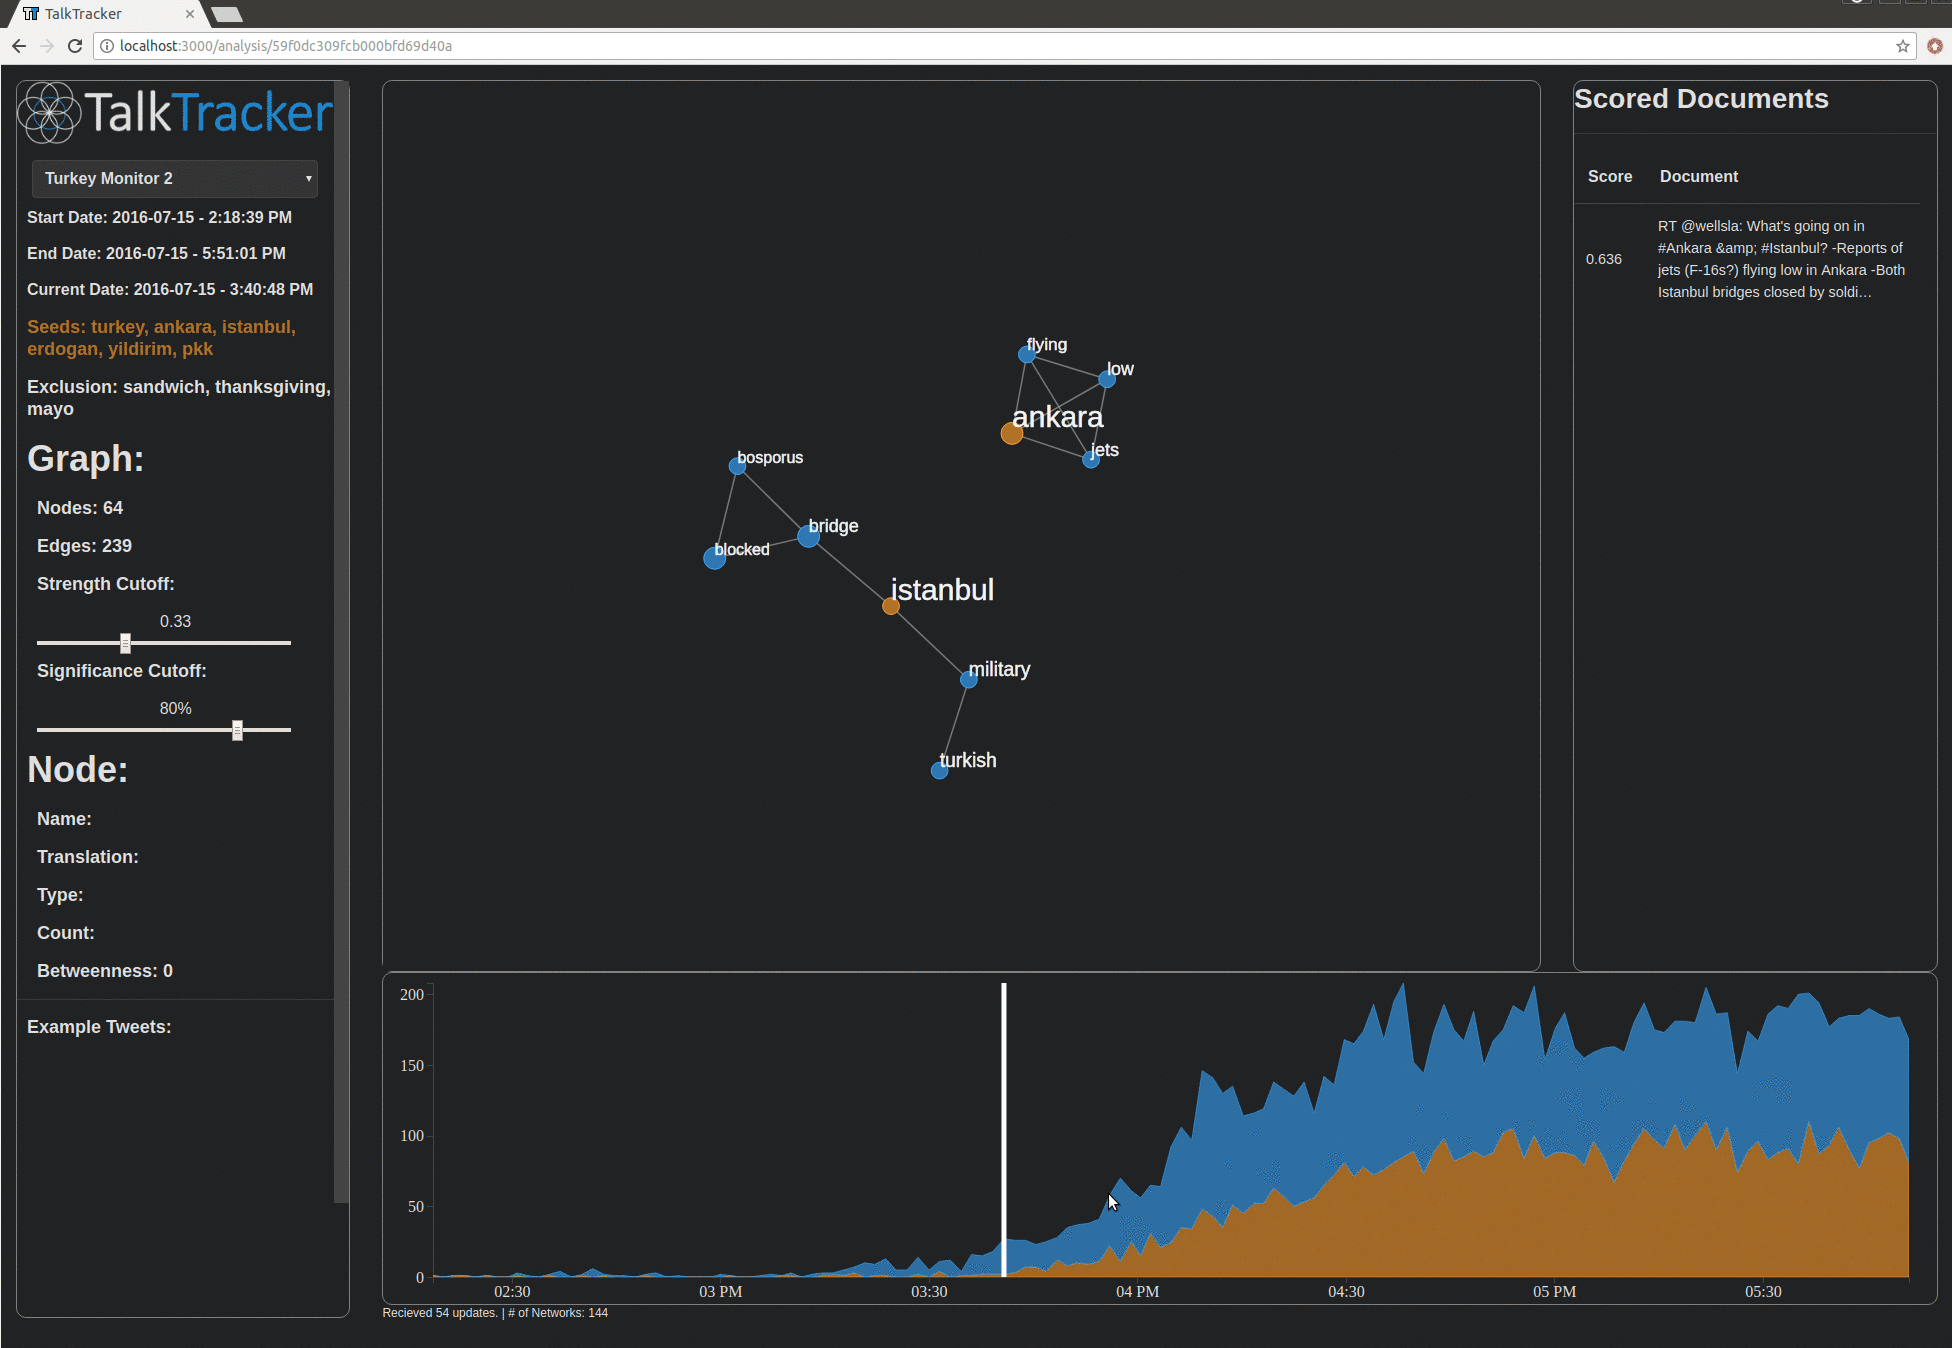 TalkTracker
localhost:3000/analysis/59f0dc309fcb000bfd69d40a
TalkTracker
Turkey Monitor 2
Start Date: 2016-07-15 - 2:18:39 PM
End Date: 2016-07-15 - 5:51:01 PM
Current Date: 2016-07-15 - 3:40:48 PM
Seeds: turkey, ankara, istanbul,
erdogan, yildirim, pkk
Exclusion: sandwich, thanksgiving,
mayo
Graph:
Nodes: 64
Edges: 239
Strength Cutoff:
0.33
Significance Cutoff:
80%
Node:
Name:
Translation:
Type:
Count:
Betweenness: 0
Example Tweets:
flying
low
ankara
jets
bosporus
bridge
blocked
istanbul
military
turkish
Scored Documents
Score Document
0.636
RT @wellsla: What's going on in
#Ankara &amp; #Istanbul? -Reports of
jets (F-16s?) flying low in Ankara -Both
Istanbul bridges closed by soldi…
200
150
100
50
0
02:30 03 PM 03:30 04 PM 04:30 05 PM 05:30
Recieved 54 updates. | # of Networks: 144